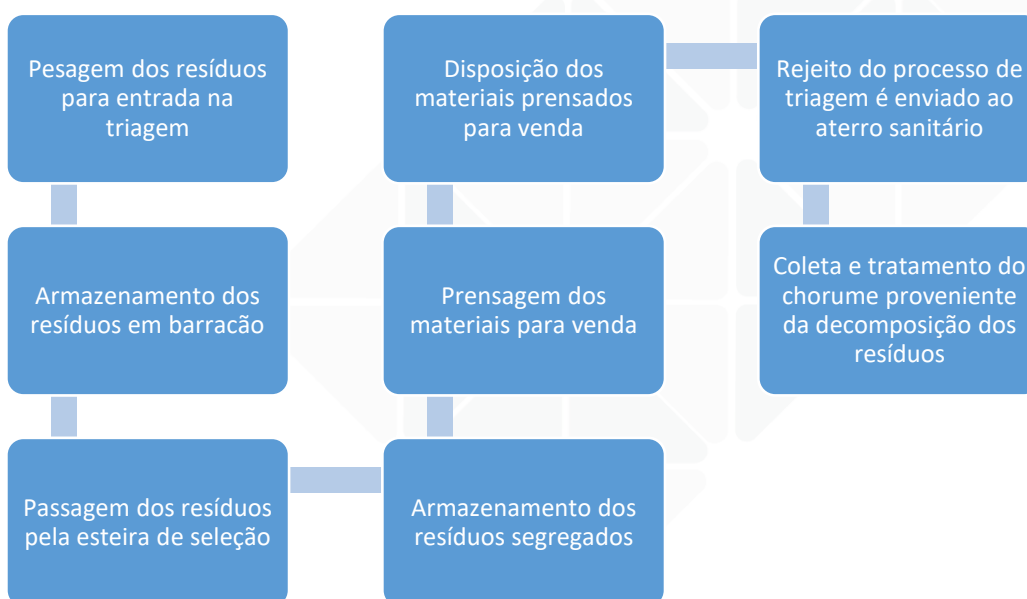 Pesagem dos resíduos
para entrada na
triagem
Armazenamento dos
resíduos em barracão
Passagem dos resíduos
pela esteira de seleção
Armazenamento dos
resíduos segregados
Prensagem dos
materiais para venda
Disposição dos
materiais prensados
para venda
Rejeito do processo de
triagem é enviado ao
aterro sanitário
Coleta e tratamento do
chorume proveniente
da decomposição dos
resíduos